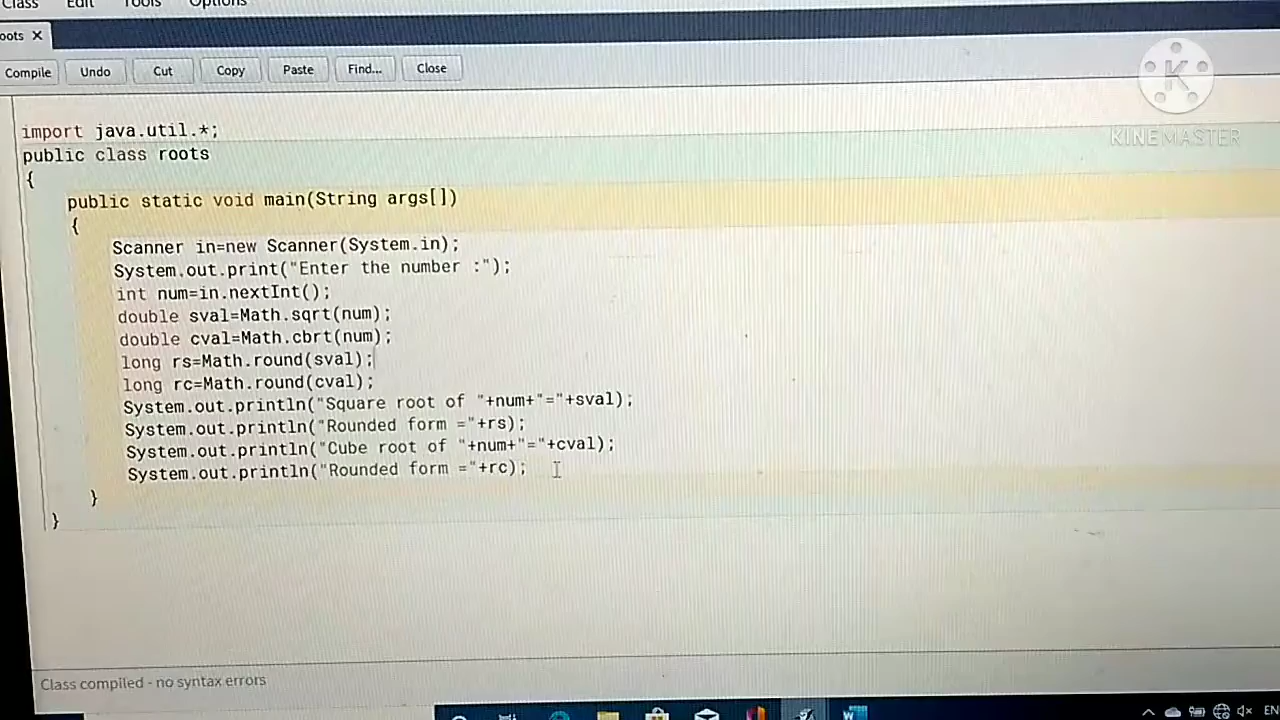 Class Edit Tools Options
oots X
Compile Undo Cut Copy Paste Find... Close
KINEMASTER
import java.util.*;
public class roots
{
public static void main(String args[])
{
Scanner in=new Scanner(System.in);
System.out.print("Enter the number :");
int num=in.nextInt();
double sval=Math.sqrt(num);
double cval=Math.cbrt(num);
long rs=Math.round(sval);
long rc=Math.round(cval);
System.out.println("Square root of "+num+"="+sval);
System.out.println("Rounded form ="+rs);
System.out.println("Cube root of "+num+"="+cval);
System.out.println("Rounded form ="+rc);
}
}
Class compiled - no syntax errors
EN